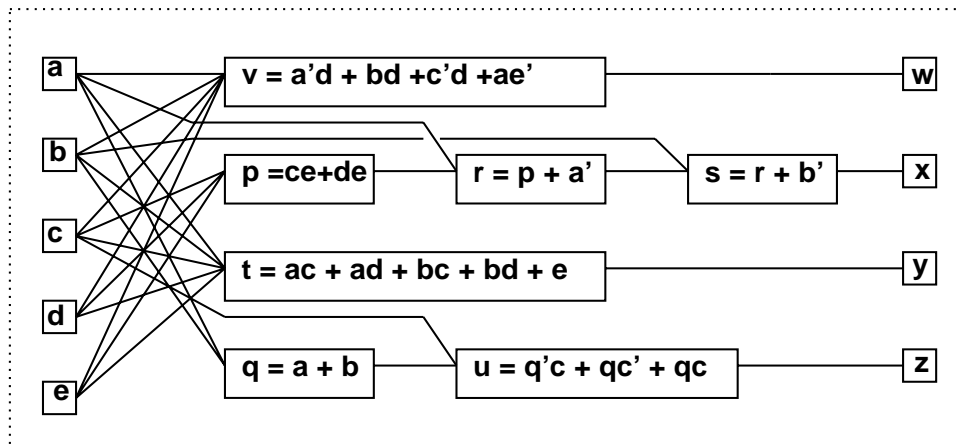 a v = a’d + bd +c’d +ae’ w
b
p =ce+de r = p + a’ s = r + b’ x
c
t = ac + ad + bc + bd + e y
d
q = a + b u = q’c + qc’ + qc z
e